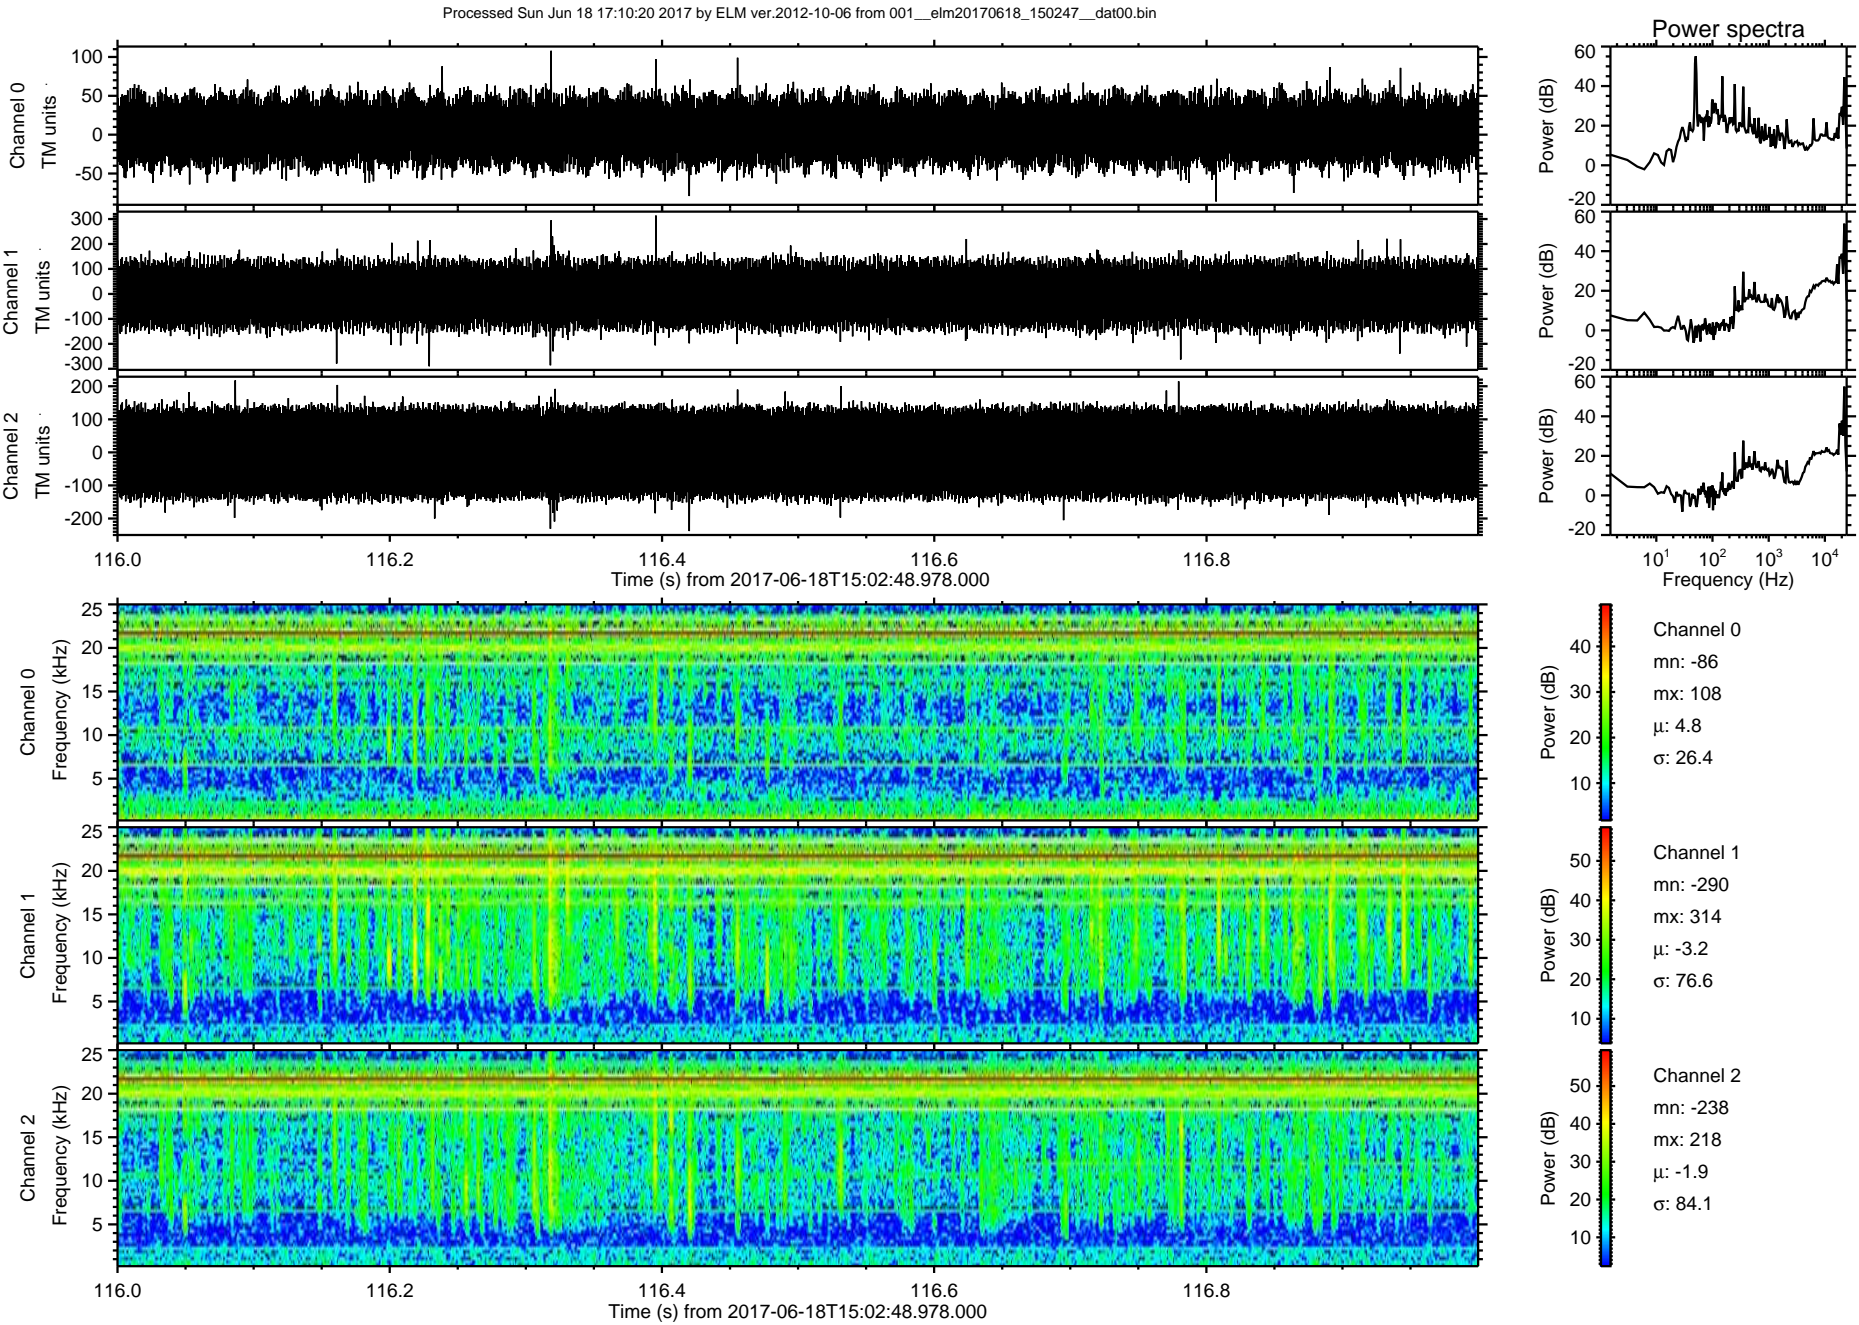 Processed Sun Jun 18 17:10:20 2017 by ELM ver.2012-10-06 from 001__elm20170618_150247__dat00.bin
Power spectra
Channel 0
TM units
100
50
0
-50
Power (dB)
60
40
20
0
-20
Channel 1
TM units
300
200
100
0
-100
-200
-300
Power (dB)
60
40
20
0
-20
Channel 2
TM units
200
100
0
-100
-200
Power (dB)
60
40
20
0
-20
116.0 116.2 116.4 116.6 116.8
Time (s) from 2017-06-18T15:02:48.978.000
10^1 10^2 10^3 10^4
Frequency (Hz)
Channel 0
Frequency (kHz)
25
20
15
10
5
Power (dB)
40
30
20
10
Channel 0
mn: -86
mx: 108
μ: 4.8
σ: 26.4
Channel 1
Frequency (kHz)
25
20
15
10
5
Power (dB)
50
40
30
20
10
Channel 1
mn: -290
mx: 314
μ: -3.2
σ: 76.6
Channel 2
Frequency (kHz)
25
20
15
10
5
Power (dB)
50
40
30
20
10
Channel 2
mn: -238
mx: 218
μ: -1.9
σ: 84.1
116.0 116.2 116.4 116.6 116.8
Time (s) from 2017-06-18T15:02:48.978.000